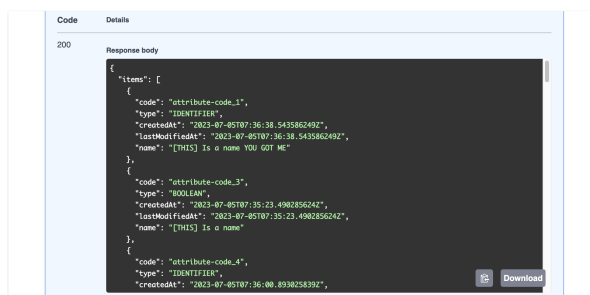 Code Details
200
Response body
{
"items": [
{
"code": "attribute-code_1",
"type": "IDENTIFIER",
"createdAt": "2023-07-05T07:36:38.543586249Z",
"lastModifiedAt": "2023-07-05T07:36:38.543586249Z",
"name": "[THIS] Is a name YOU GOT ME"
},
{
"code": "attribute-code_3",
"type": "BOOLEAN",
"createdAt": "2023-07-05T07:35:23.490285624Z",
"lastModifiedAt": "2023-07-05T07:35:23.490285624Z",
"name": "[THIS] Is a name"
},
{
"code": "attribute-code_4",
"type": "IDENTIFIER",
"createdAt": "2023-07-05T07:36:00.893025839Z",
Download